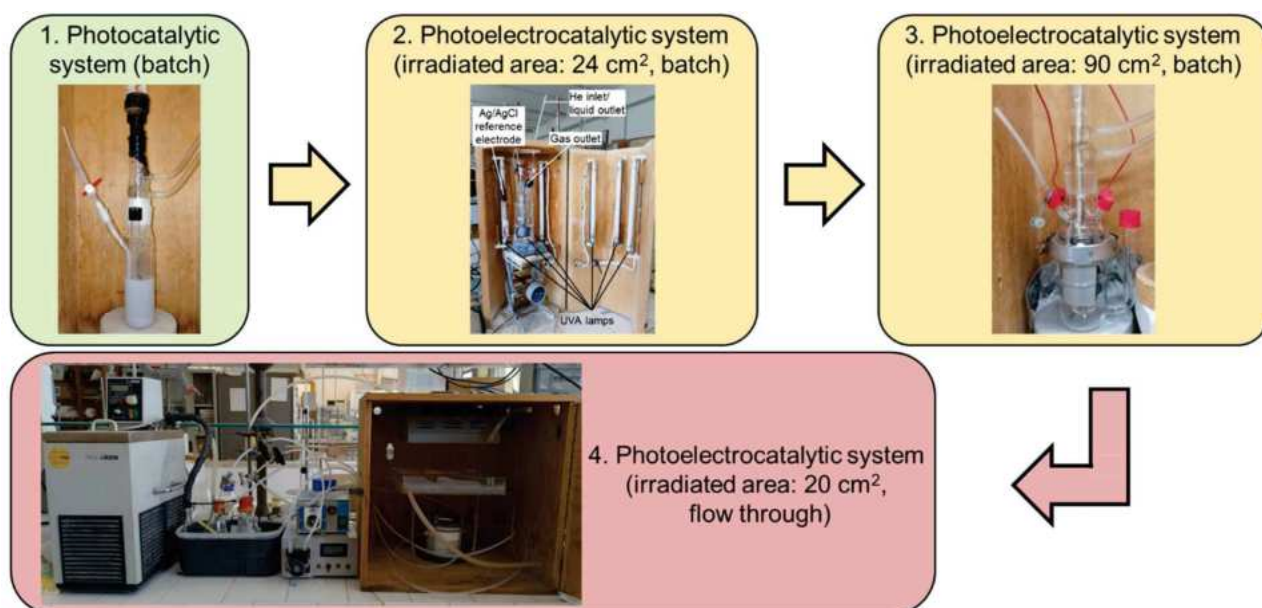 1. Photocatalytic
system (batch)
2. Photoelectrocatalytic system
(irradiated area: 24 cm², batch)
He inlet/
liquid outlet
Ag/AgCl
reference
electrode
Gas outlet
UVA lamps
3. Photoelectrocatalytic system
(irradiated area: 90 cm², batch)
4. Photoelectrocatalytic system
(irradiated area: 20 cm²,
flow through)